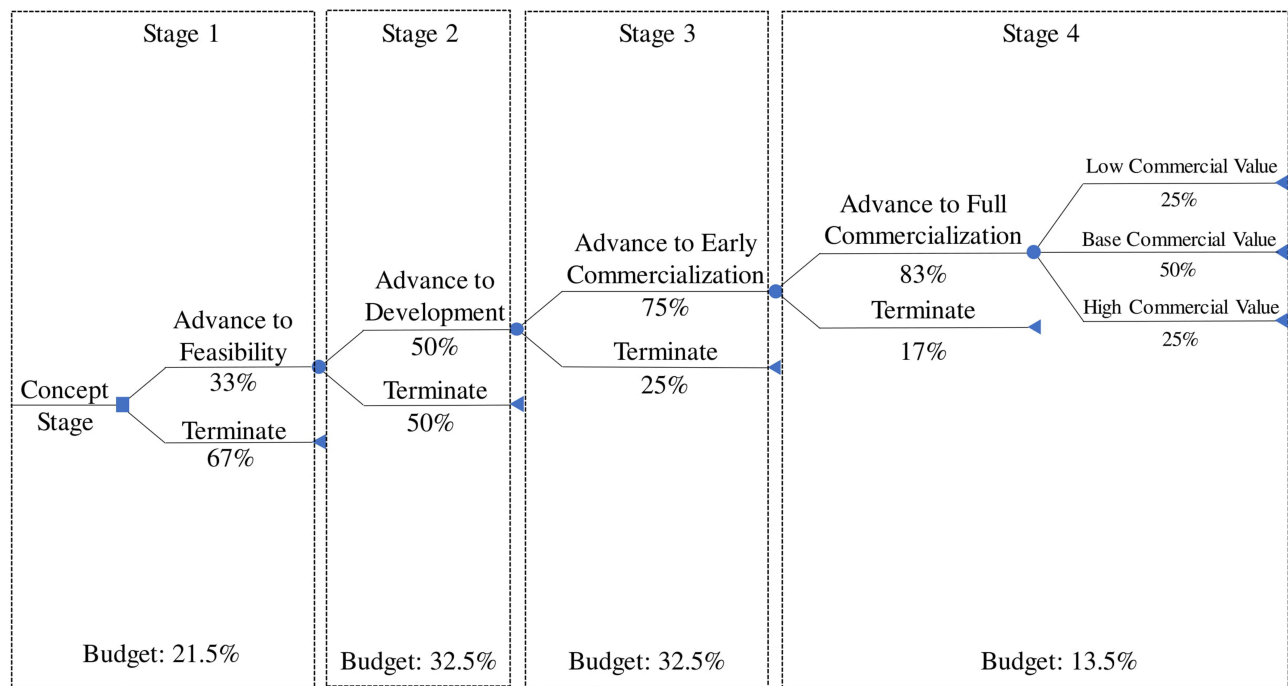 Stage 1
Stage 2
Stage 3
Stage 4
Concept
Stage
Advance to
Feasibility
33%
Terminate
67%
Advance to
Development
50%
Terminate
50%
Advance to Early
Commercialization
75%
Terminate
25%
Advance to Full
Commercialization
83%
Terminate
17%
Low Commercial Value
25%
Base Commercial Value
50%
High Commercial Value
25%
Budget: 21.5%
Budget: 32.5%
Budget: 32.5%
Budget: 13.5%